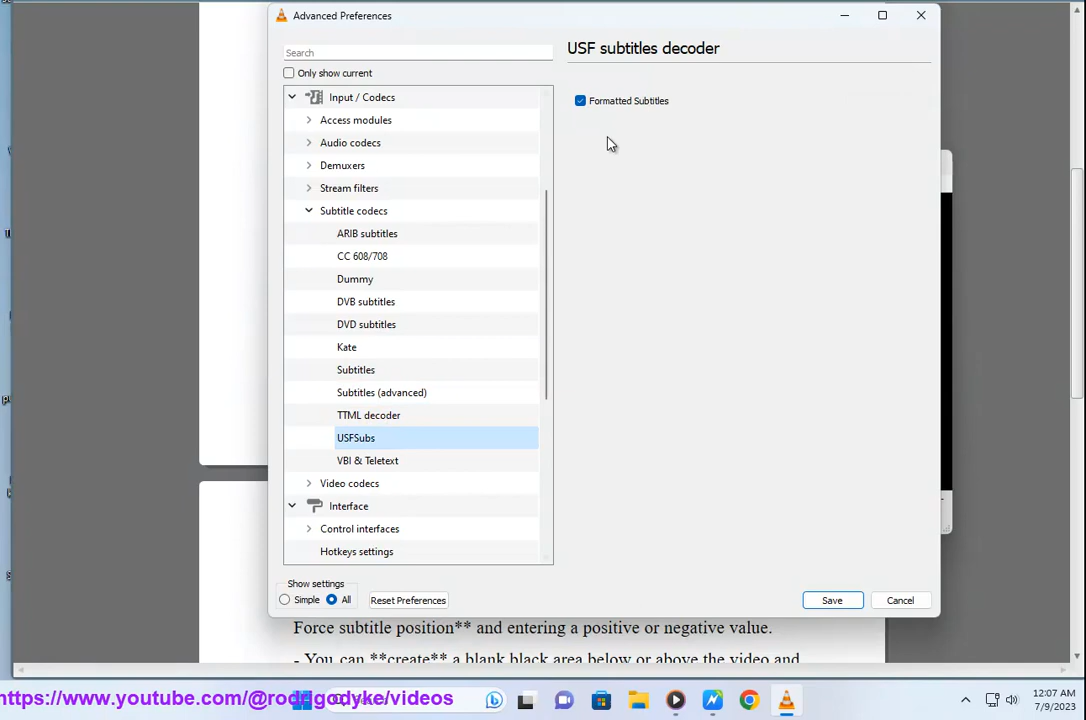 Advanced Preferences
USF subtitles decoder
Search
Only show current
Formatted Subtitles
Input / Codecs
Access modules
Audio codecs
Demuxers
Stream filters
Subtitle codecs
ARIB subtitles
CC 608/708
Dummy
DVB subtitles
DVD subtitles
Kate
Subtitles
Subtitles (advanced)
TTML decoder
USFSubs
VBI & Teletext
Video codecs
Interface
Control interfaces
Hotkeys settings
Show settings
Simple
All
Reset Preferences
Save
Cancel
Force subtitle position** and entering a positive or negative value.
- You can **create** a blank black area below or above the video and
https://www.youtube.com/@rodrigodyke/videos
12:07 AM
7/9/2023